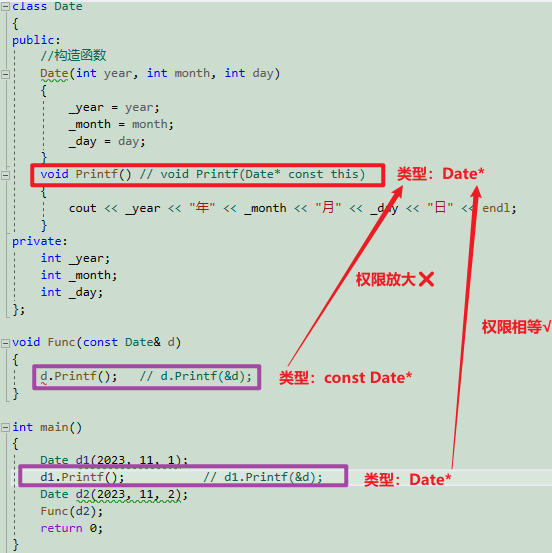 class Date
{
public:
//构造函数
Date(int year, int month, int day)
{
_year = year;
_month = month;
_day = day;
}
void Printf() // void Printf(Date* const this) 类型：Date*
{
cout << _year << "年" << _month << "月" << _day << "日" << endl;
}
private:
int _year;
int _month;
int _day;
};
权限放大❌
权限相等√
void Func(const Date& d)
{
d.Printf(); // d.Printf(&d); 类型：const Date*
}
int main()
{
Date d1(2023, 11, 1);
d1.Printf(); // d1.Printf(&d); 类型：Date*
Date d2(2023, 11, 2);
Func(d2);
return 0;
}